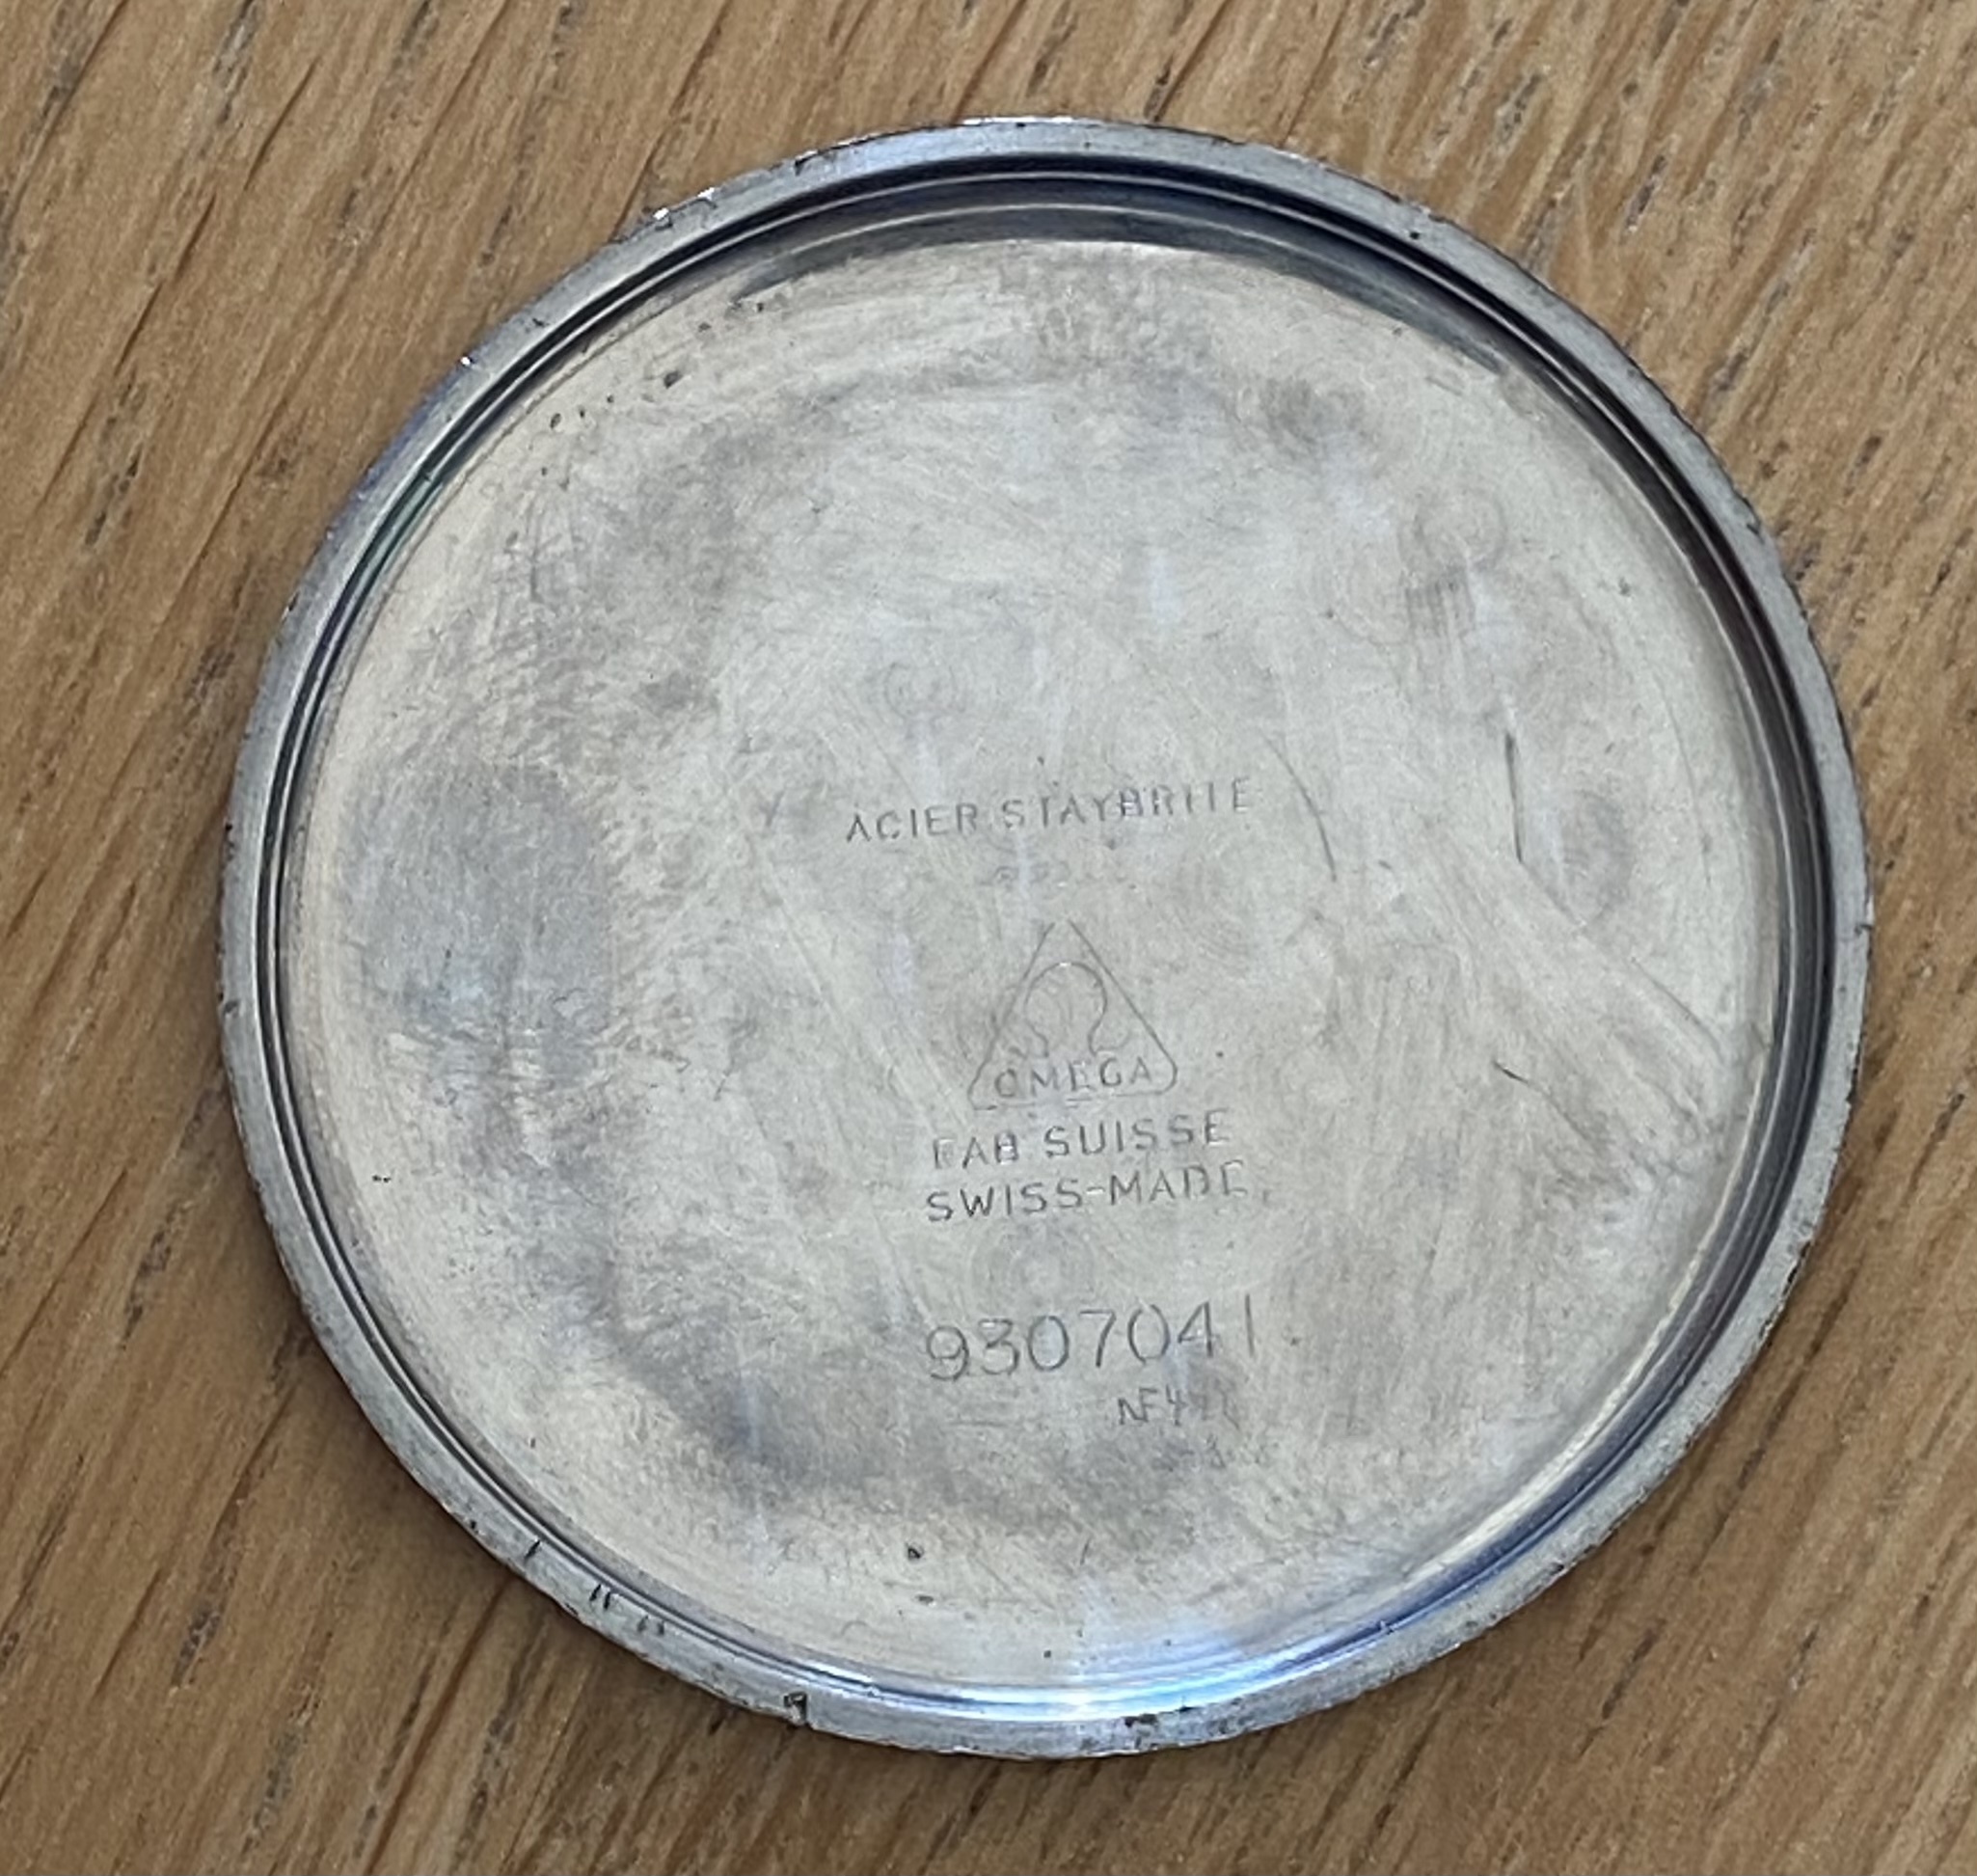 ACIER STAYBRITE
OMEGA
FAB SUISSE
SWISS-MADE
9307041